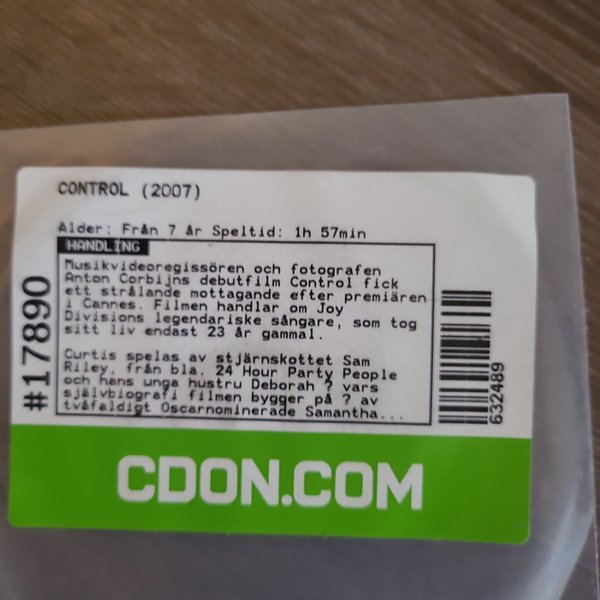 CONTROL (2007)
Ålder: Från 7 år Speltid: 1h 57min
HANDLING
Musikvideoregissören och fotografen
Anton Corbijns debutfilm Control fick
ett strålande mottagande efter premiären
i Cannes. Filmen handlar om Joy
Divisions legendariske sångare, som tog
sitt liv endast 23 år gammal.
Curtis spelas av stjärnskottet Sam
Riley, från bla. 24 Hour Party People
och hans unga hustru Deborah ? vars
självbiografi filmen bygger på ? av
tvåfaldigt Oscarnominerade Samantha...
#17890
632489
CDON.COM